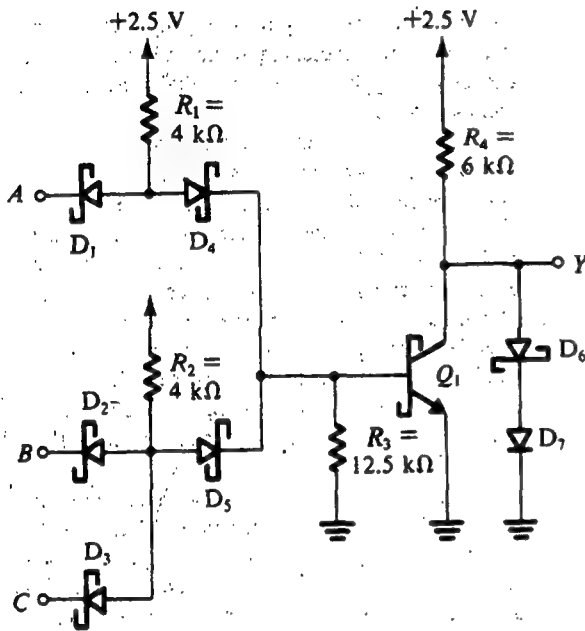 +2.5 V
+2.5 V
R₁ =
4 kΩ
R₄ =
6 kΩ
A
D₁
D₄
Y
D₆
R₂ =
4 kΩ
Q₁
D₂
D₇
B
D₅
R₃ =
12.5 kΩ
D₃
C